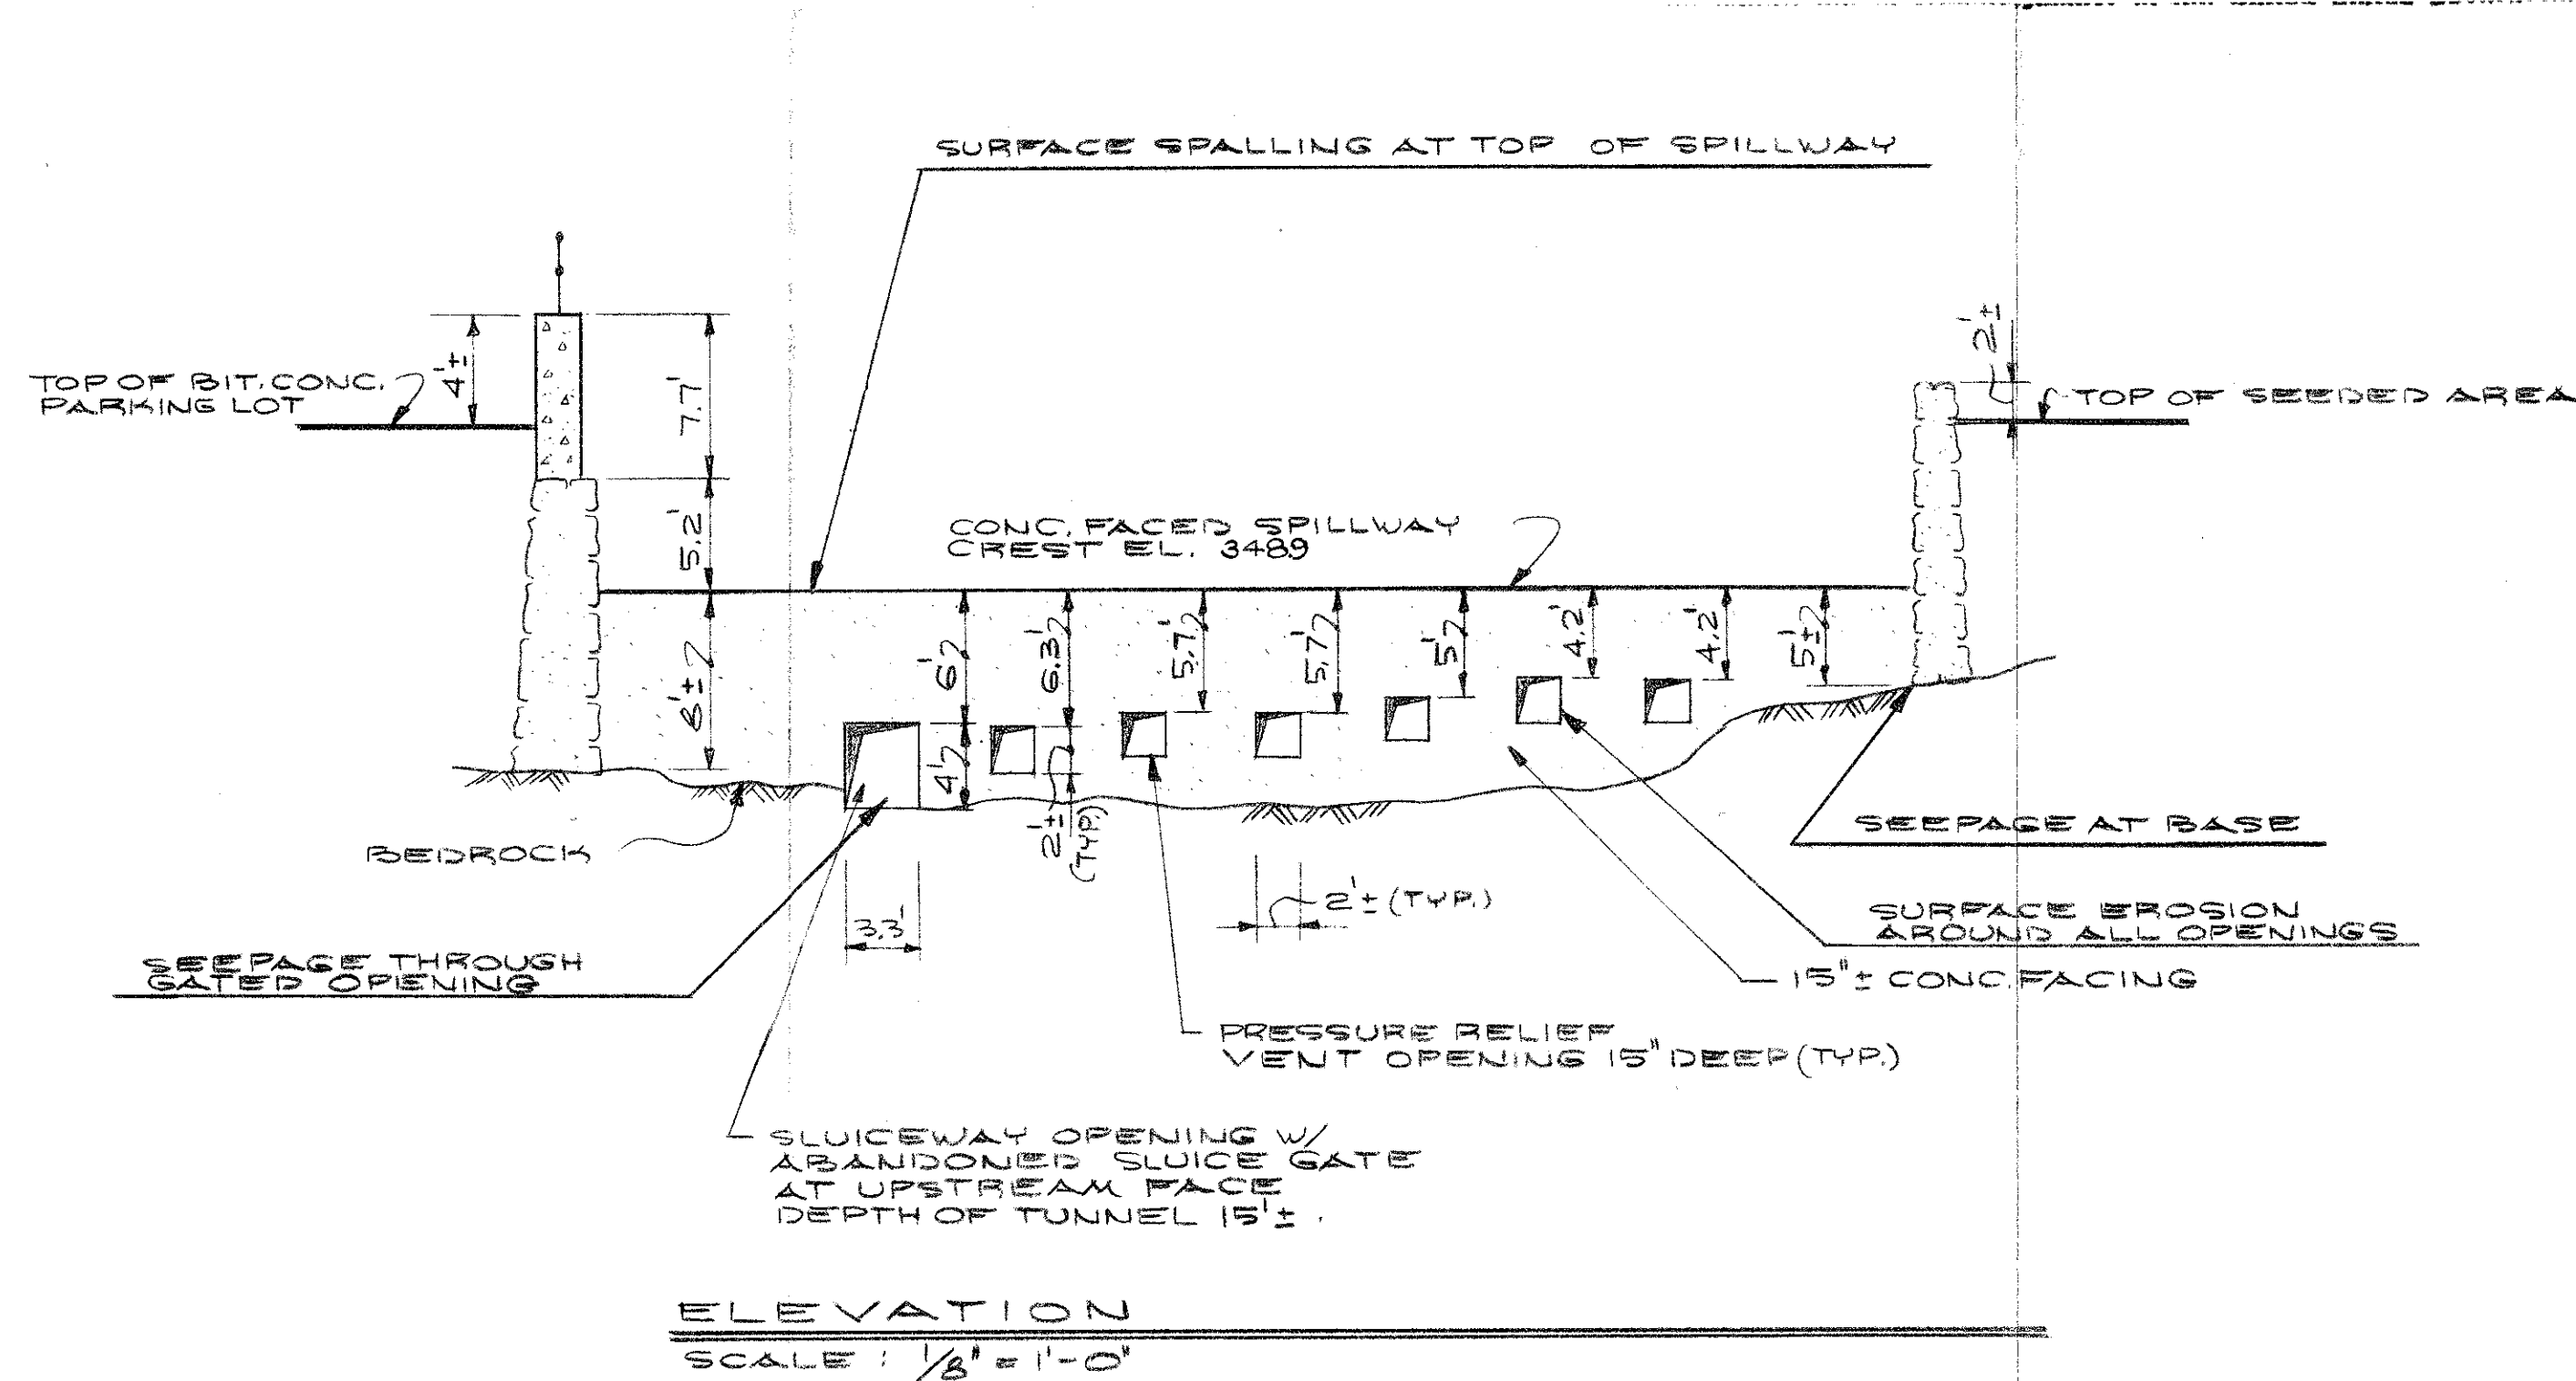 SURFACE SPALLING AT TOP OF SPILLWAY
4'±
7.7'
2'±
TOP OF BIT. CONC.
PARKING LOT
TOP OF SEEDED AREA
5.2'
CONC. FACED SPILLWAY
CREST EL. 348.9
8'±
6'
6.3'
5.7'
5.7'
5'
4.2'
4.2'
5'±
4'
2'±
(TYP.)
BEDROCK
SEEPAGE AT BASE
3.3'
2'± (TYP.)
SURFACE EROSION
AROUND ALL OPENINGS
SEEPAGE THROUGH
GATED OPENING
15"± CONC. FACING
PRESSURE RELIEF
VENT OPENING 15" DEEP (TYP.)
SLUICEWAY OPENING W/
ABANDONED SLUICE GATE
AT UPSTREAM FACE
DEPTH OF TUNNEL 15'±.
ELEVATION
SCALE : 1/8" = 1'-0"